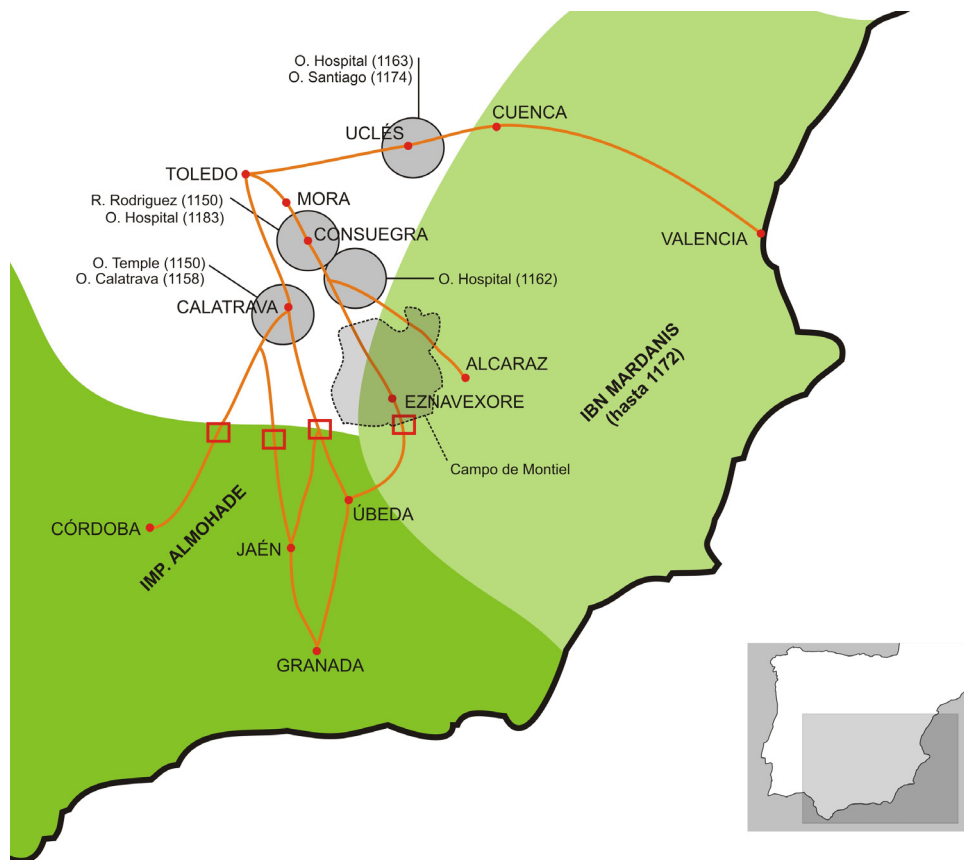 O. Hospital (1163)
O. Santiago (1174)
CUENCA
UCLÉS
TOLEDO
MORA
R. Rodriguez (1150)
O. Hospital (1183)
CONSUEGRA
VALENCIA
O. Temple (1150)
O. Calatrava (1158)
O. Hospital (1162)
CALATRAVA
ALCARAZ
IBN MARDANIS
(hasta 1172)
EZNAVEXORE
Campo de Montiel
ÚBEDA
CÓRDOBA
IMP. ALMOHADE
JAÉN
GRANADA